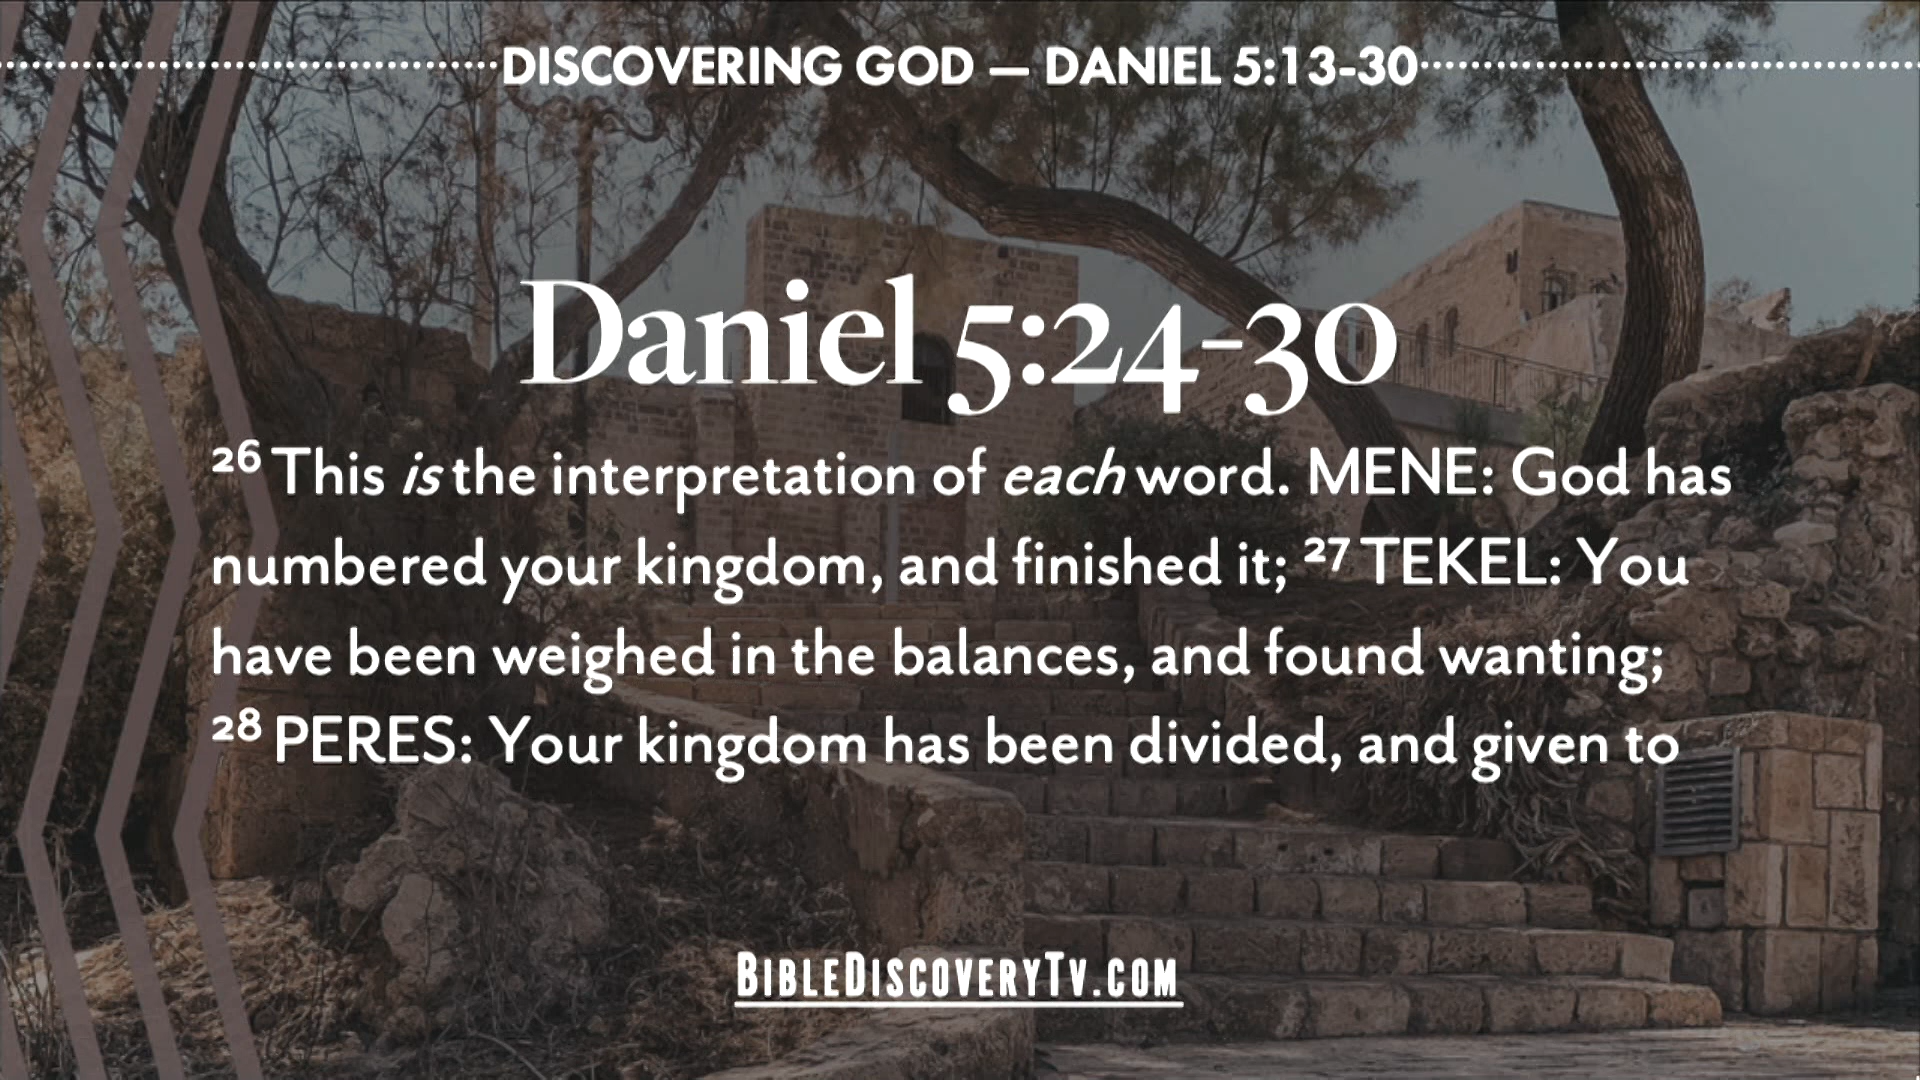 DISCOVERING GOD — DANIEL 5:13-30
Daniel 5:24-30
26 This is the interpretation of each word. MENE: God has
numbered your kingdom, and finished it; 27 TEKEL: You
have been weighed in the balances, and found wanting;
28 PERES: Your kingdom has been divided, and given to
BIBLEDISCOVERYTV.COM